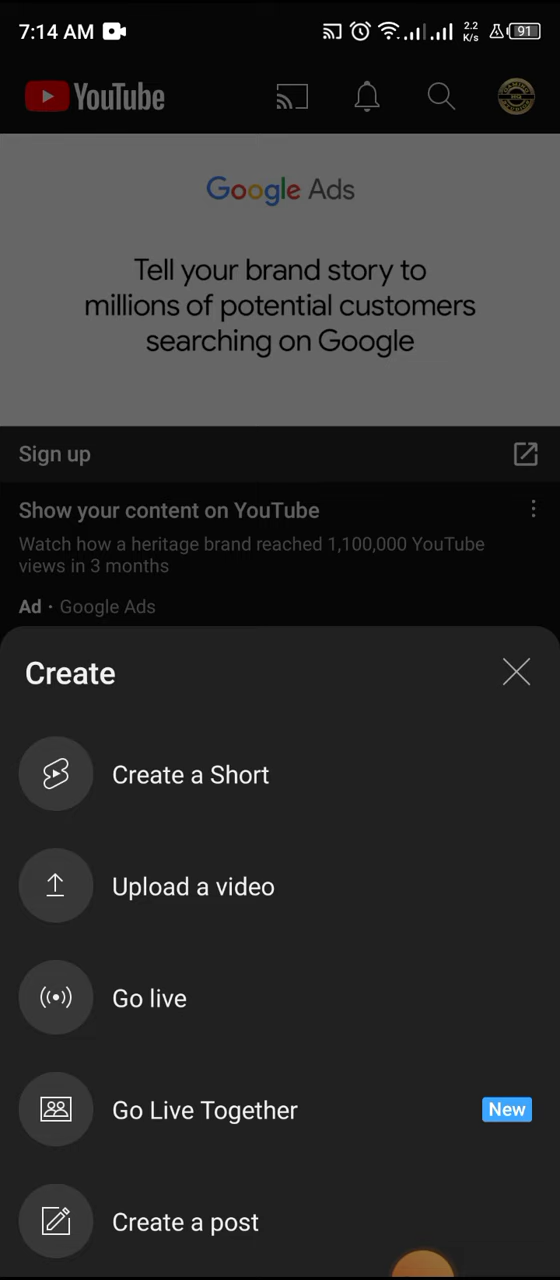 7:14 AM
2.2
K/s
91
YouTube
Google Ads
Tell your brand story to
millions of potential customers
searching on Google
Sign up
Show your content on YouTube
Watch how a heritage brand reached 1,100,000 YouTube
views in 3 months
Ad · Google Ads
Create
Create a Short
Upload a video
Go live
Go Live Together New
Create a post